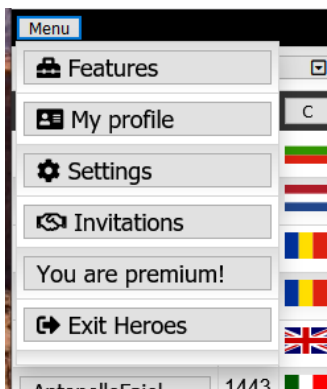 Menu
Features
My profile
C
Settings
Invitations
You are premium!
Exit Heroes
1443